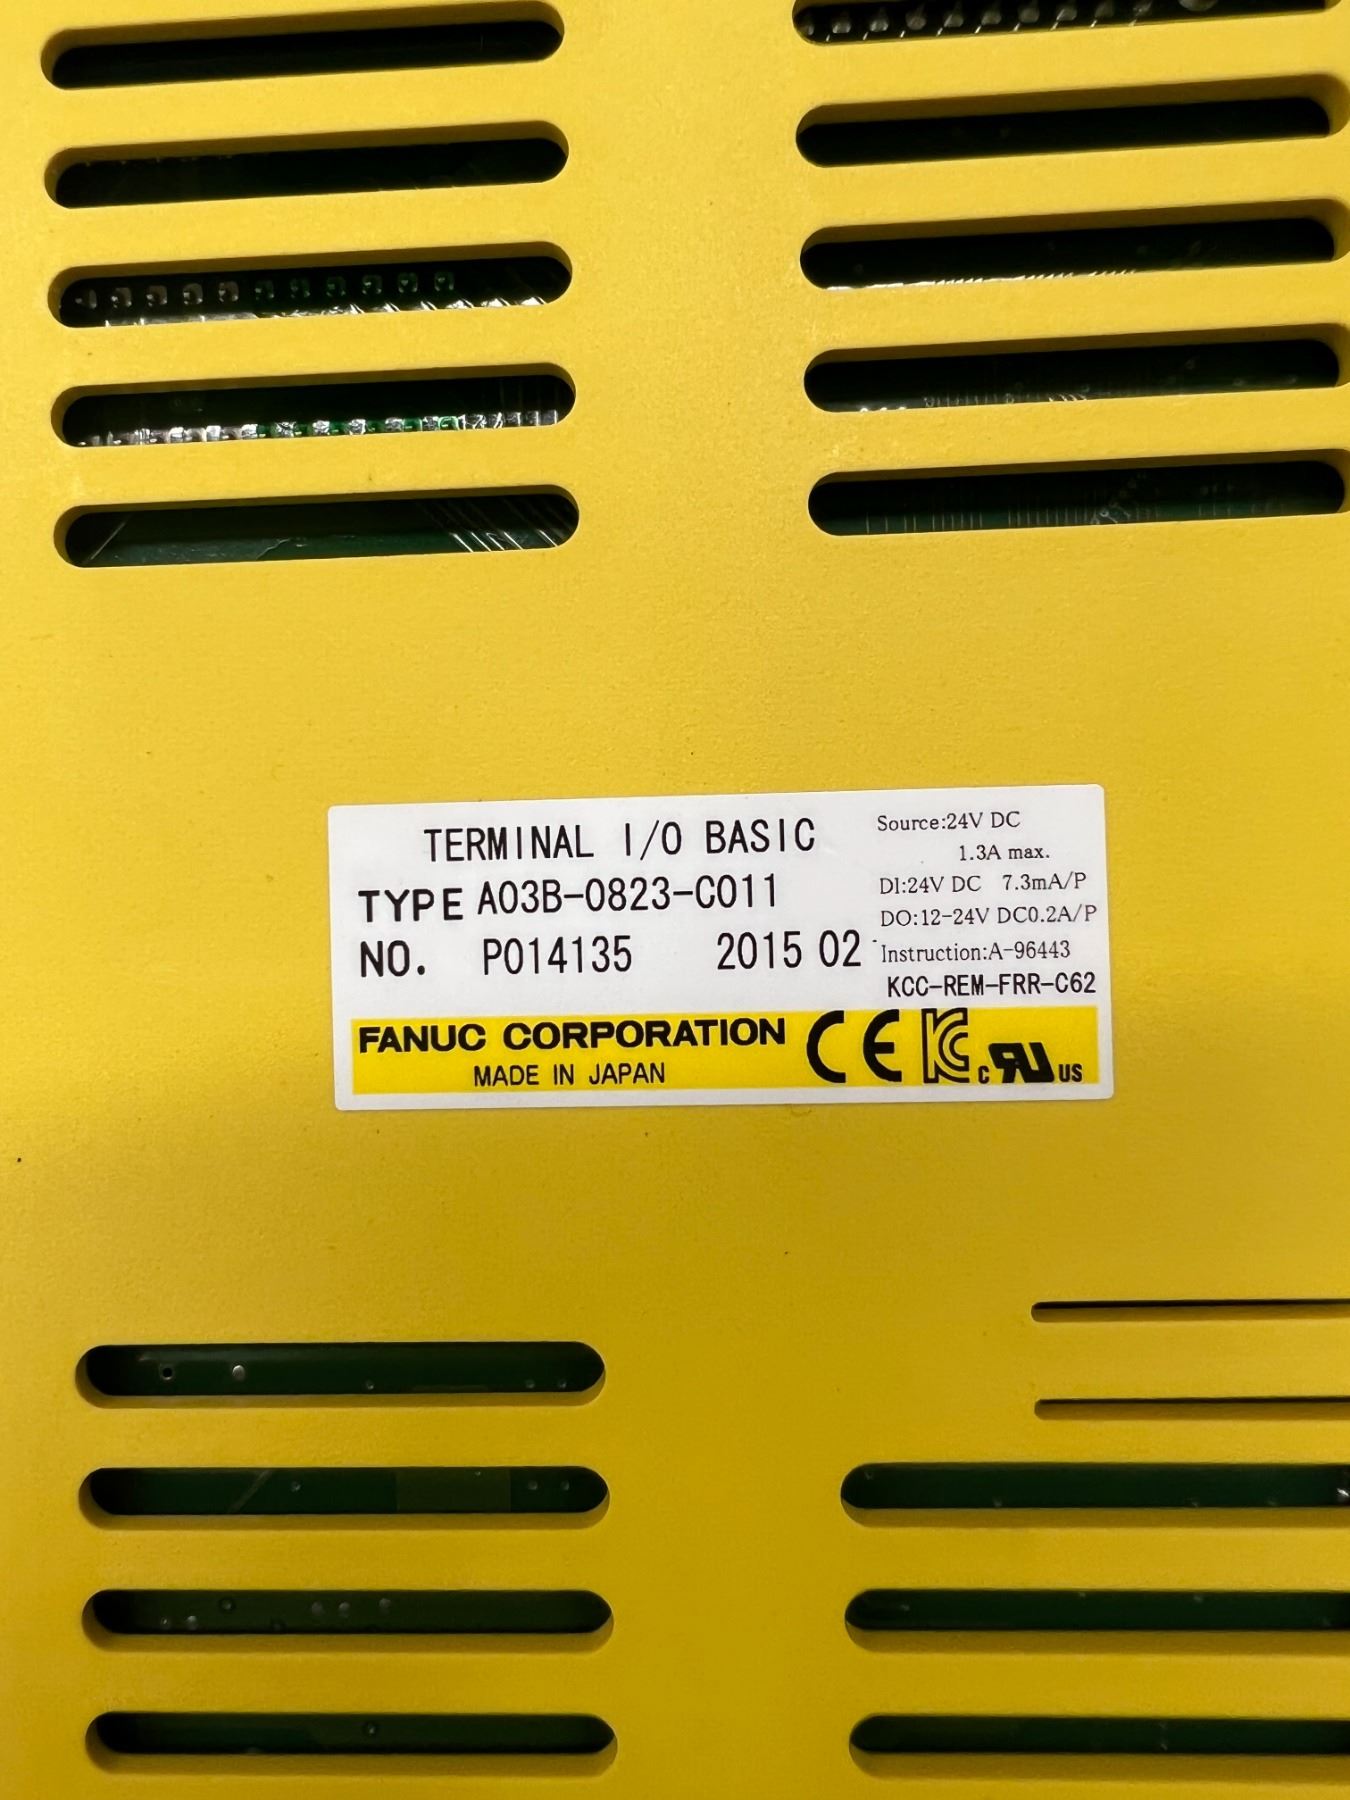 TERMINAL I/O BASIC
TYPE A03B-0823-C011
NO. P014135 2015 02
Source:24V DC
1.3A max.
DI:24V DC 7.3mA/P
DO:12-24V DC0.2A/P
Instruction:A-96443
KCC-REM-FRR-C62
FANUC CORPORATION
MADE IN JAPAN
CE KC c RU US